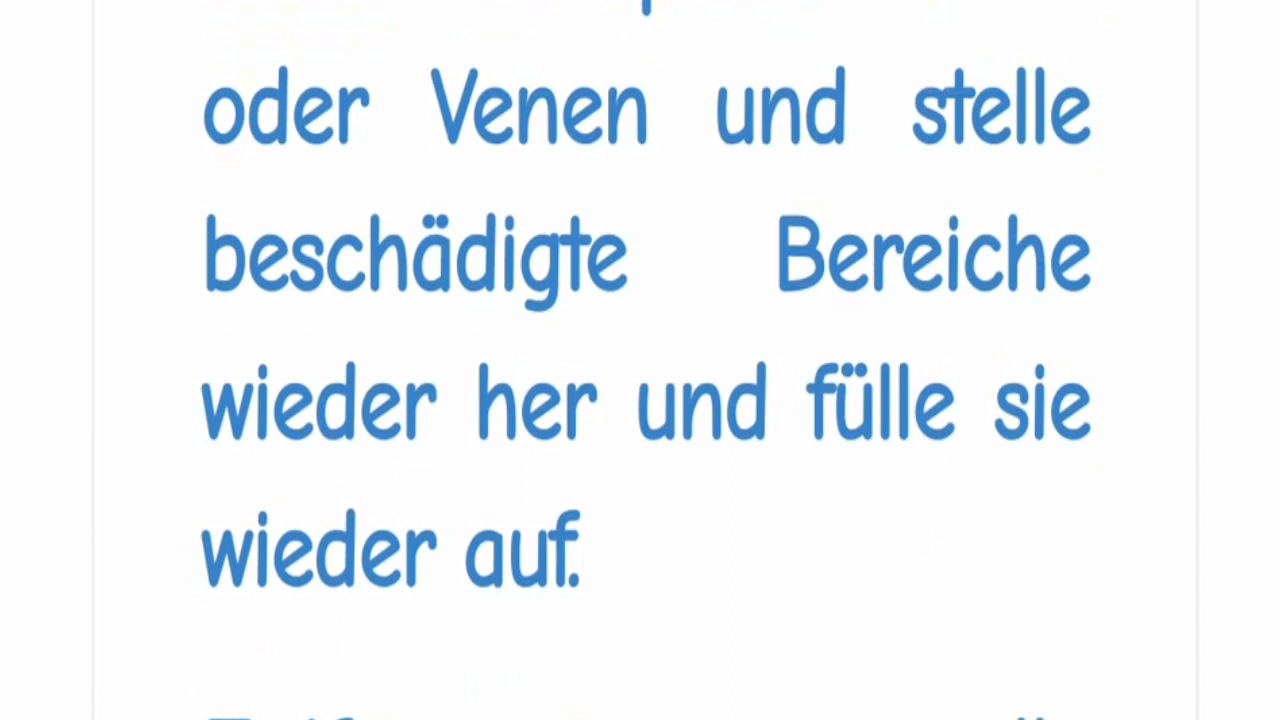 oder Venen und stelle
beschädigte Bereiche
wieder her und fülle sie
wieder auf.